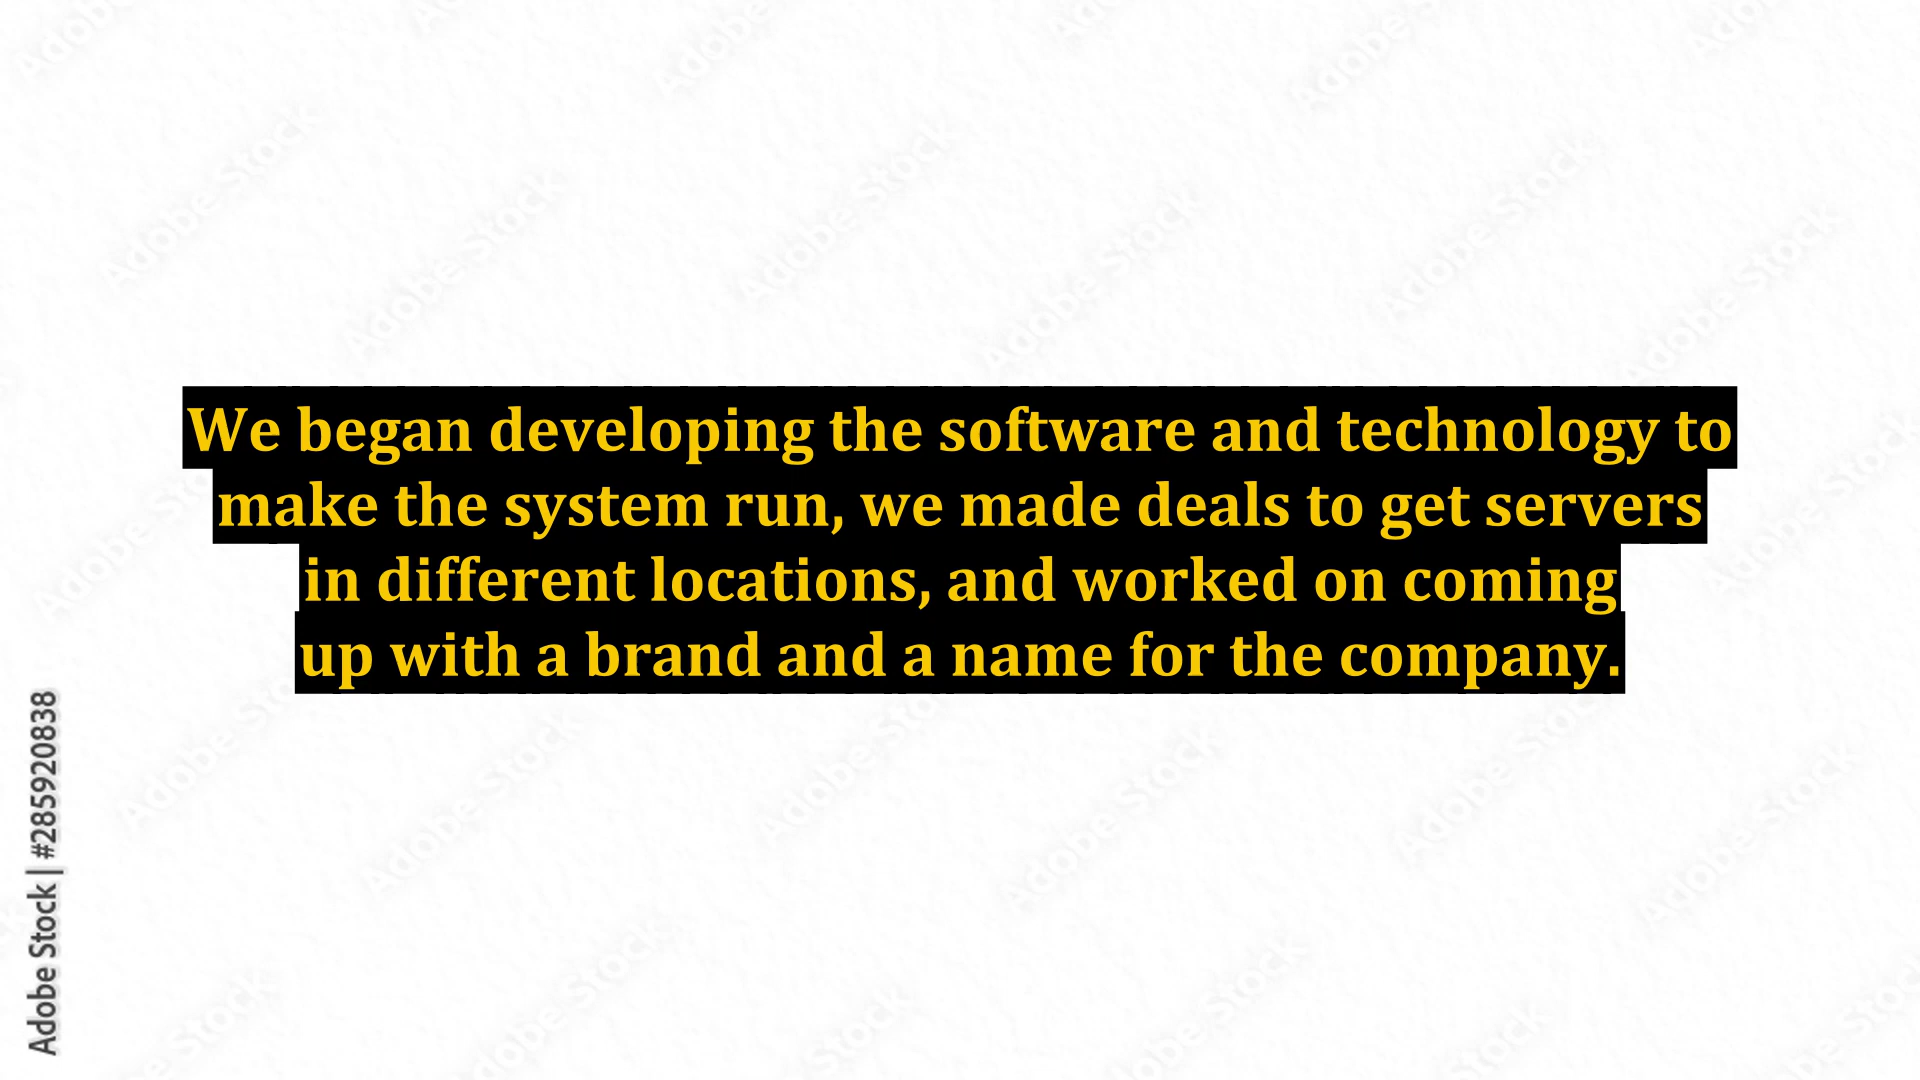 We began developing the software and technology to
make the system run, we made deals to get servers
in different locations, and worked on coming
up with a brand and a name for the company.
Adobe Stock | #285920838